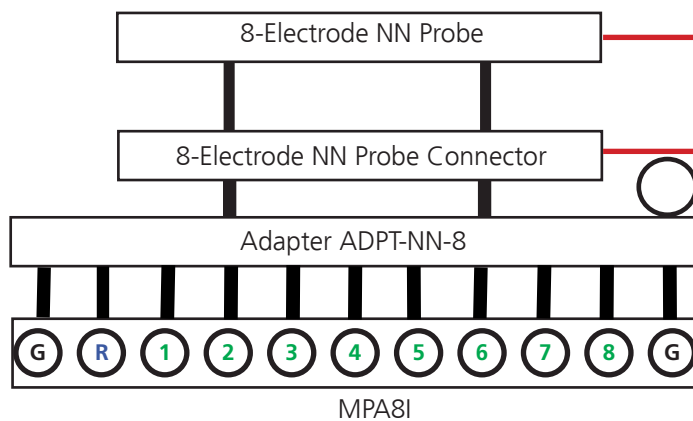 8-Electrode NN Probe
8-Electrode NN Probe Connector
Adapter ADPT-NN-8
G R 1 2 3 4 5 6 7 8 G
MPA8I